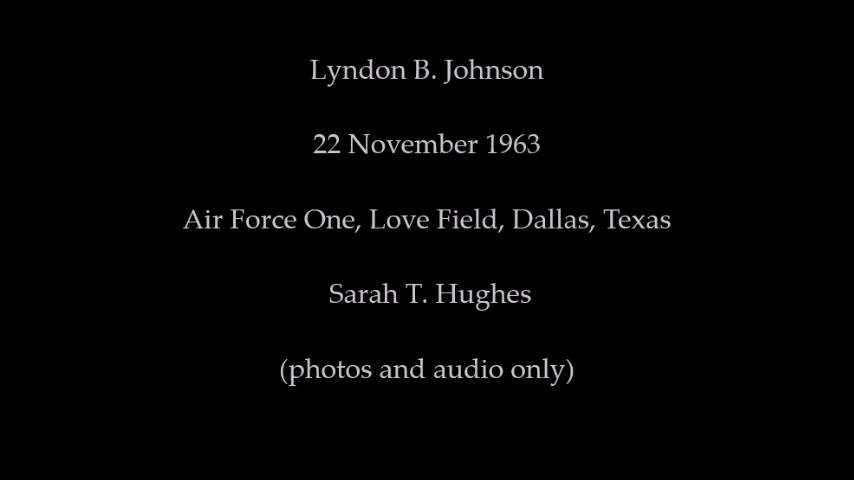 Lyndon B. Johnson
22 November 1963
Air Force One, Love Field, Dallas, Texas
Sarah T. Hughes
(photos and audio only)